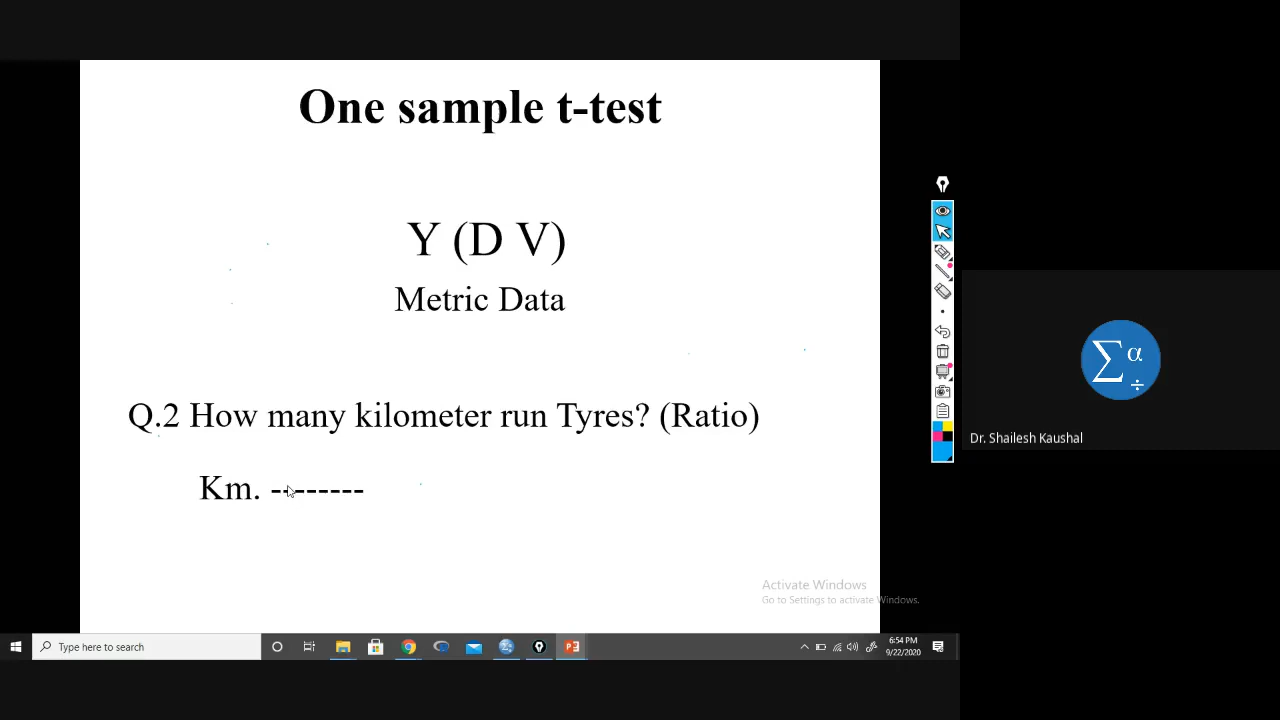 One sample t-test
Y (D V)
Metric Data
Q.2 How many kilometer run Tyres? (Ratio)
Km. --------
Σ α ÷
Dr. Shailesh Kaushal
Activate Windows
Go to Settings to activate Windows.
Type here to search
6:54 PM
9/22/2020